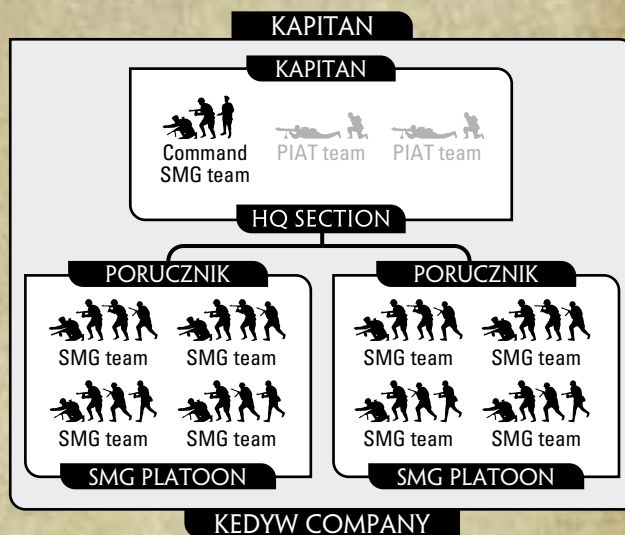 KAPITAN
KAPITAN
Command
SMG team
PIAT team
PIAT team
HQ SECTION
PORUCZNIK
SMG team
SMG team
SMG team
SMG team
SMG PLATOON
PORUCZNIK
SMG team
SMG team
SMG team
SMG team
SMG PLATOON
KEDYW COMPANY